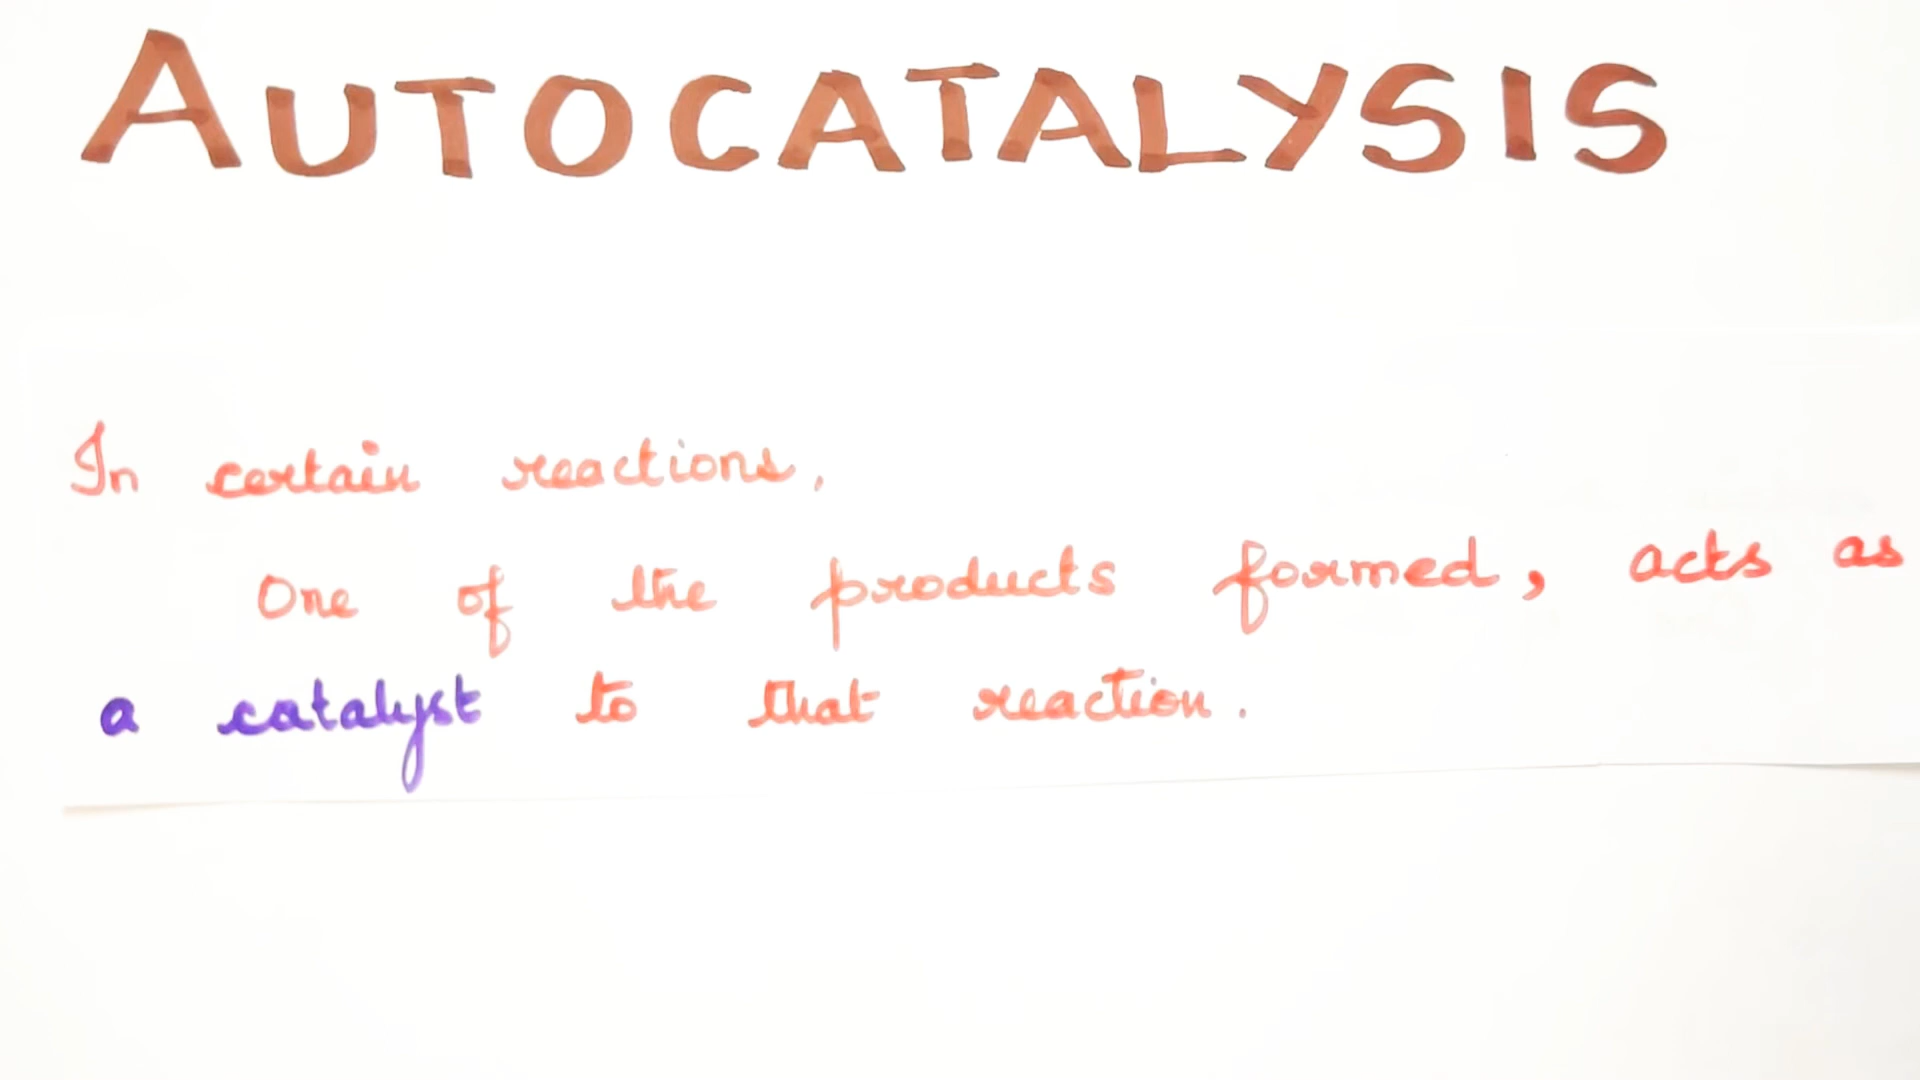 AUTOCATALYSIS
In certain reactions,
One of the products formed, acts as
a catalyst to that reaction.